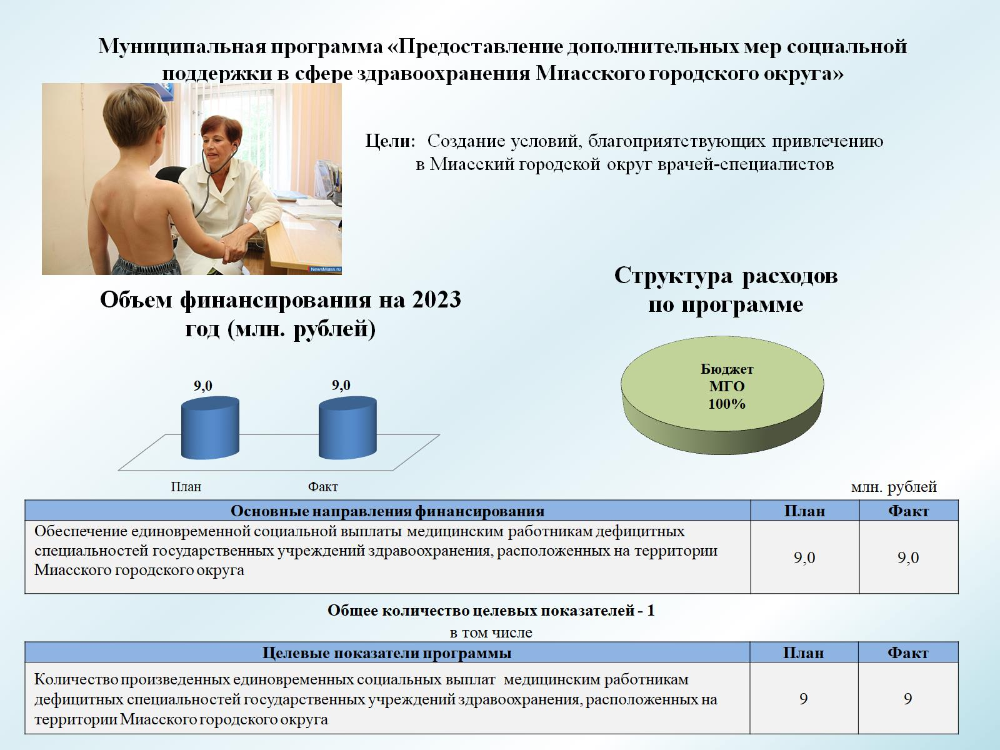 Муниципальная программа «Предоставление дополнительных мер социальной
поддержки в сфере здравоохранения Миасского городского округа»
Цели: Создание условий, благоприятствующих привлечению
в Миасский городской округ врачей-специалистов
NewsMiass.ru
Объем финансирования на 2023
год (млн. рублей)
9,0 9,0
План Факт
Структура расходов
по программе
Бюджет
МГО
100%
млн. рублей
Основные направления финансирования План Факт
Обеспечение единовременной социальной выплаты медицинским работникам дефицитных
специальностей государственных учреждений здравоохранения, расположенных на территории
Миасского городского округа
9,0 9,0
Общее количество целевых показателей - 1
в том числе
Целевые показатели программы План Факт
Количество произведенных единовременных социальных выплат медицинским работникам
дефицитных специальностей государственных учреждений здравоохранения, расположенных на
территории Миасского городского округа
9 9